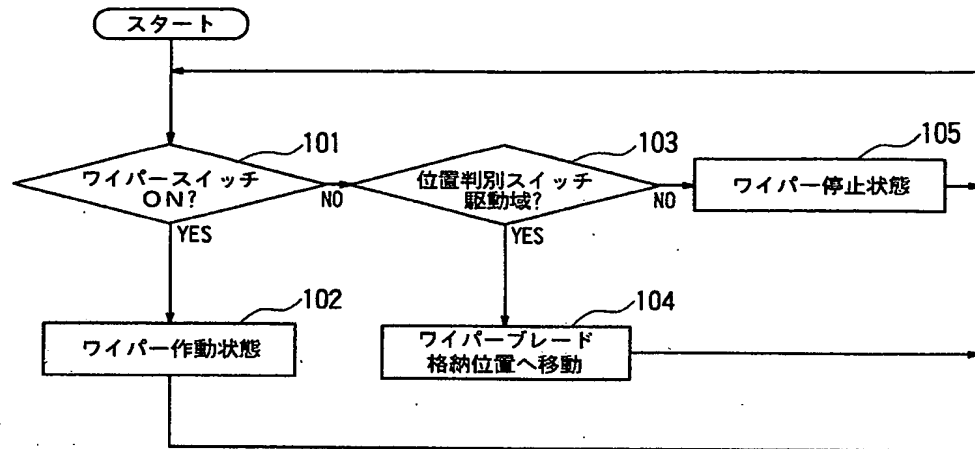 スタート
101
ワイパースイッチ
ON?
NO
YES
103
位置判別スイッチ
駆動域?
NO
YES
105
ワイパー停止状態
102
ワイパー作動状態
104
ワイパーブレード
格納位置へ移動